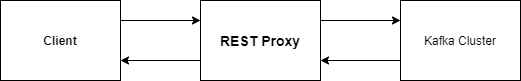 Client
REST Proxy
Kafka Cluster